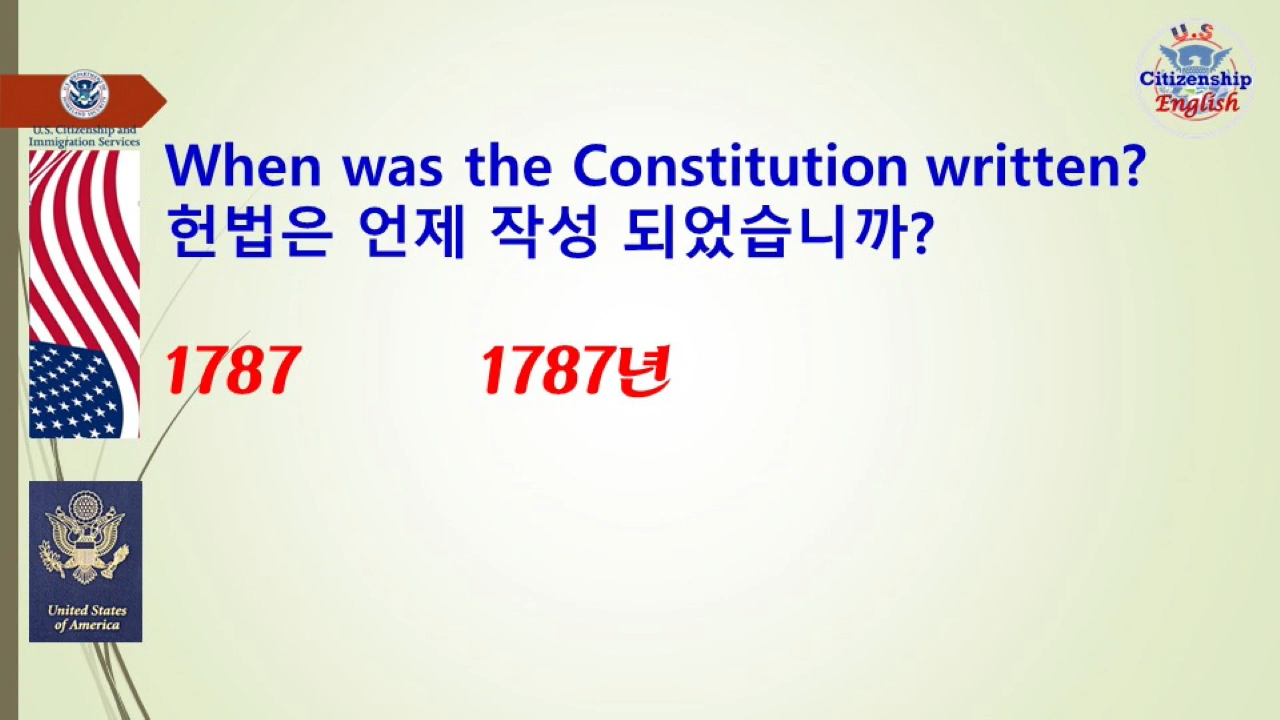 U.S
Citizenship
English
U.S. Citizenship and
Immigration Services
When was the Constitution written?
헌법은 언제 작성 되었습니까?
1787 1787년
United States
of America